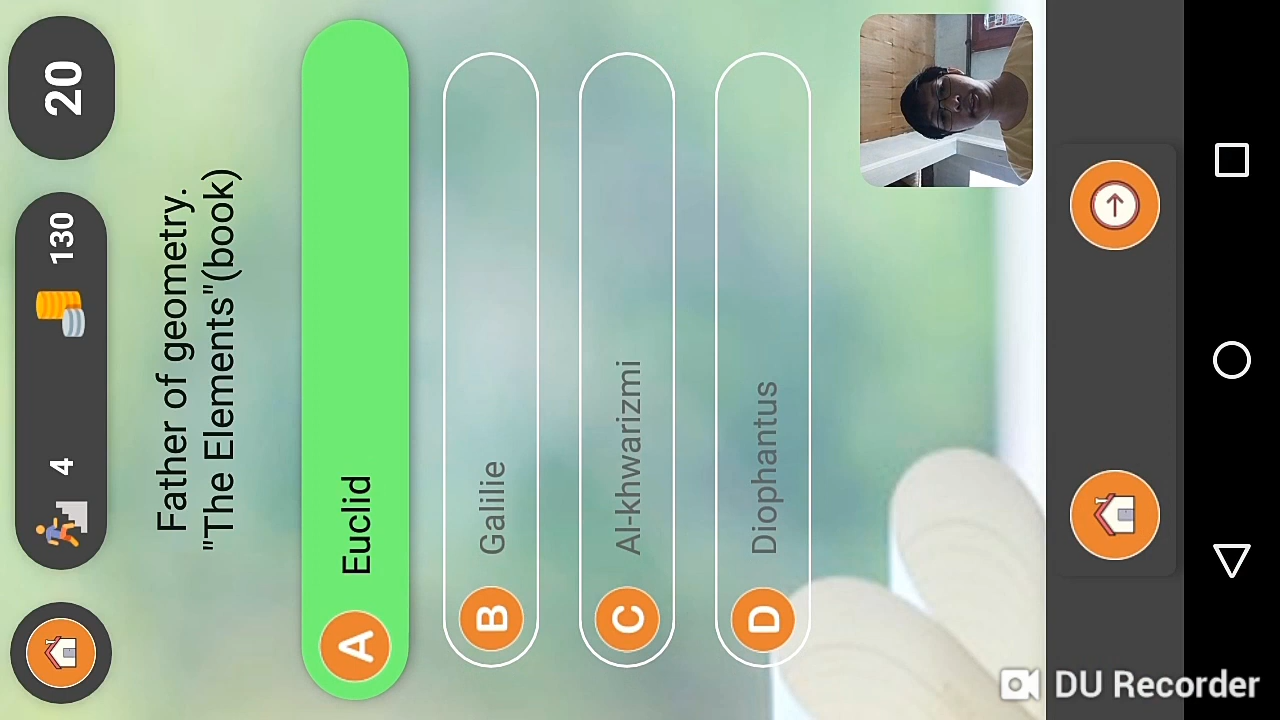 4 130 20
Father of geometry.
"The Elements"(book)
A Euclid
B Galilie
C Al-khwarizmi
D Diophantus
DU Recorder